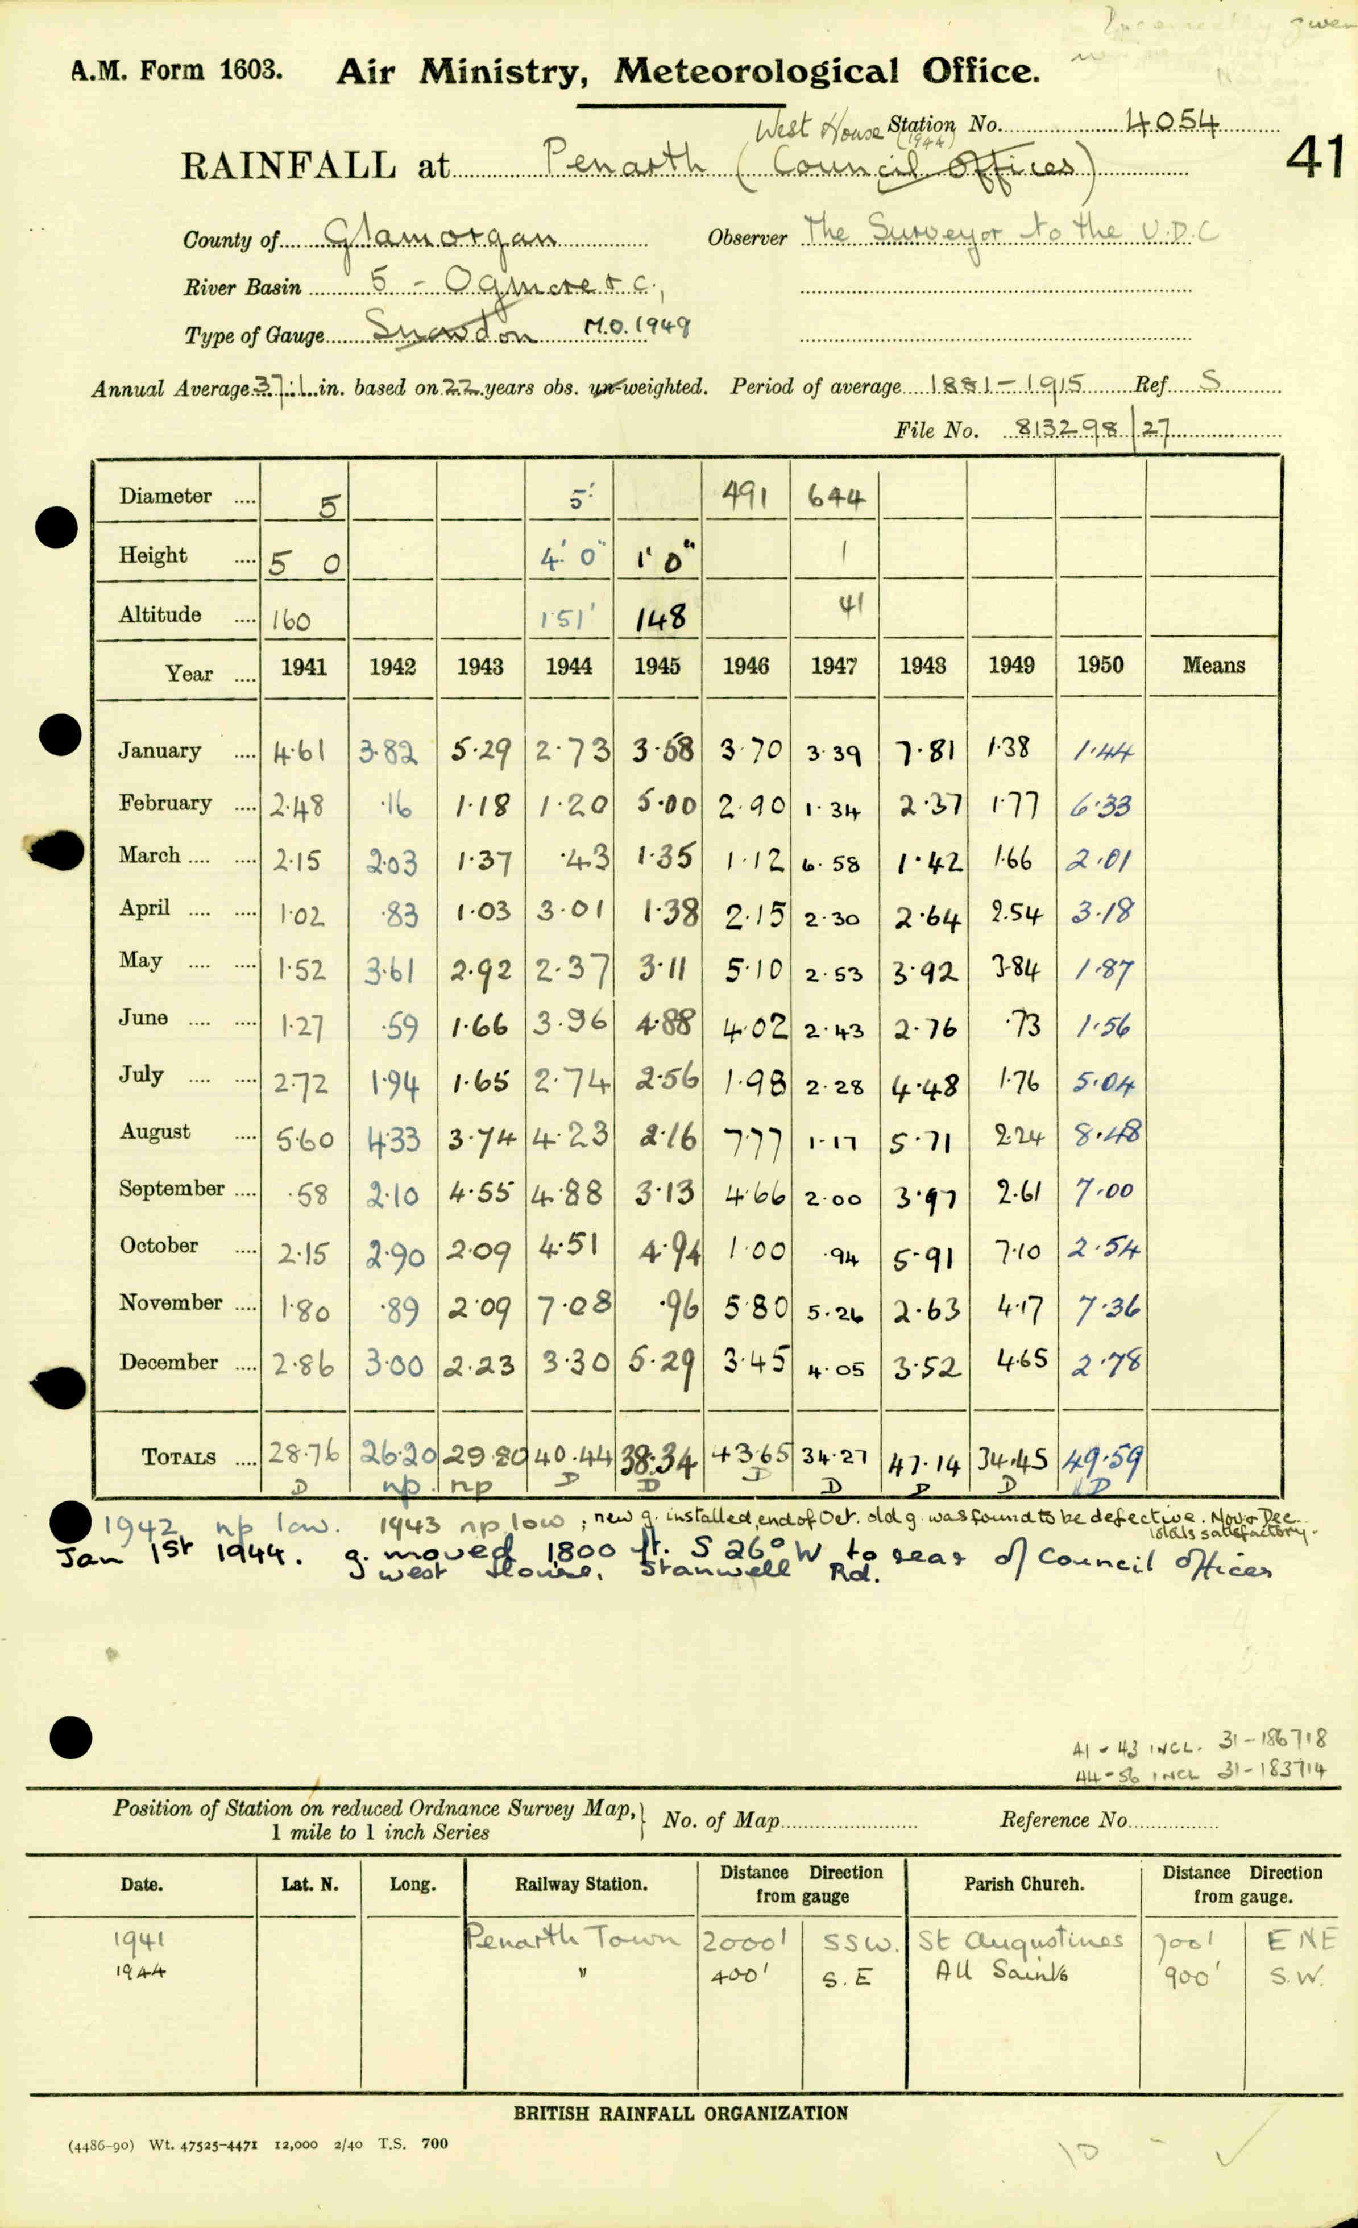 A.M. Form 1603. Air Ministry, Meteorological Office.
West House (1944) Station No. 4054
41
RAINFALL at Penarth (Council Offices)
County of Glamorgan Observer The Surveyor to the U.D.C
River Basin 5 - Ogmore & c.,
Type of Gauge Snowdon M.O. 1949
Annual Average 37.1 in. based on 22 years obs. un-weighted. Period of average 1881-1915 Ref S
File No. 813298/27
Diameter .... 5 5" 491 644
Height .... 5 0 4' 0" 1' 0" 1
Altitude .... 160 151' 148 41
Year .... 1941 1942 1943 1944 1945 1946 1947 1948 1949 1950 Means
January .... 4.61 3.82 5.29 2.73 3.58 3.70 3.39 7.81 1.38 1.44
February .... 2.48 .16 1.18 1.20 5.00 2.90 1.34 2.37 1.77 6.33
March .... .... 2.15 2.03 1.37 .43 1.35 1.12 6.58 1.42 1.66 2.01
April .... .... 1.02 .83 1.03 3.01 1.38 2.15 2.30 2.64 2.54 3.18
May .... .... 1.52 3.61 2.92 2.37 3.11 5.10 2.53 3.92 3.84 1.87
June .... .... 1.27 .59 1.66 3.96 4.88 4.02 2.43 2.76 .73 1.56
July .... .... 2.72 1.94 1.65 2.74 2.56 1.98 2.28 4.48 1.76 5.04
August .... 5.60 4.33 3.74 4.23 2.16 7.77 1.17 5.71 2.24 8.48
September .... .58 2.10 4.55 4.88 3.13 4.66 2.00 3.97 2.61 7.00
October .... 2.15 2.90 2.09 4.51 4.94 1.00 .94 5.91 7.10 2.54
November .... 1.80 .89 2.09 7.08 .96 5.80 5.26 2.63 4.17 7.36
December .... 2.86 3.00 2.23 3.30 5.29 3.45 4.05 3.52 4.65 2.78
TOTALS .... 28.76 26.20 29.80 40.44 38.34 43.65 34.27 47.14 34.45 49.59
D np. np D D D D D D D
1942 np low. 1943 np low ; new g. installed end of Oct. old g. was found to be defective. Nov & Dec
totals satisfactory.
Jan 1st 1944. g. moved 1800 ft. S 26° W to rear of Council offices
West House, Stanwell Rd.
41 - 43 INCL. 31-186718
44-56 INCL 31-183714
Position of Station on reduced Ordnance Survey Map, } No. of Map Reference No.
1 mile to 1 inch Series
Date. Lat. N. Long. Railway Station. Distance Direction from gauge Parish Church. Distance Direction from gauge.
1941 Penarth Town 2000' SSW. St Augustines 700' E NE
1944 " 400' S.E All Saints 900' S.W.
BRITISH RAINFALL ORGANIZATION
(4486-90) Wt. 47525-4471 12,000 2/40 T.S. 700
10 -